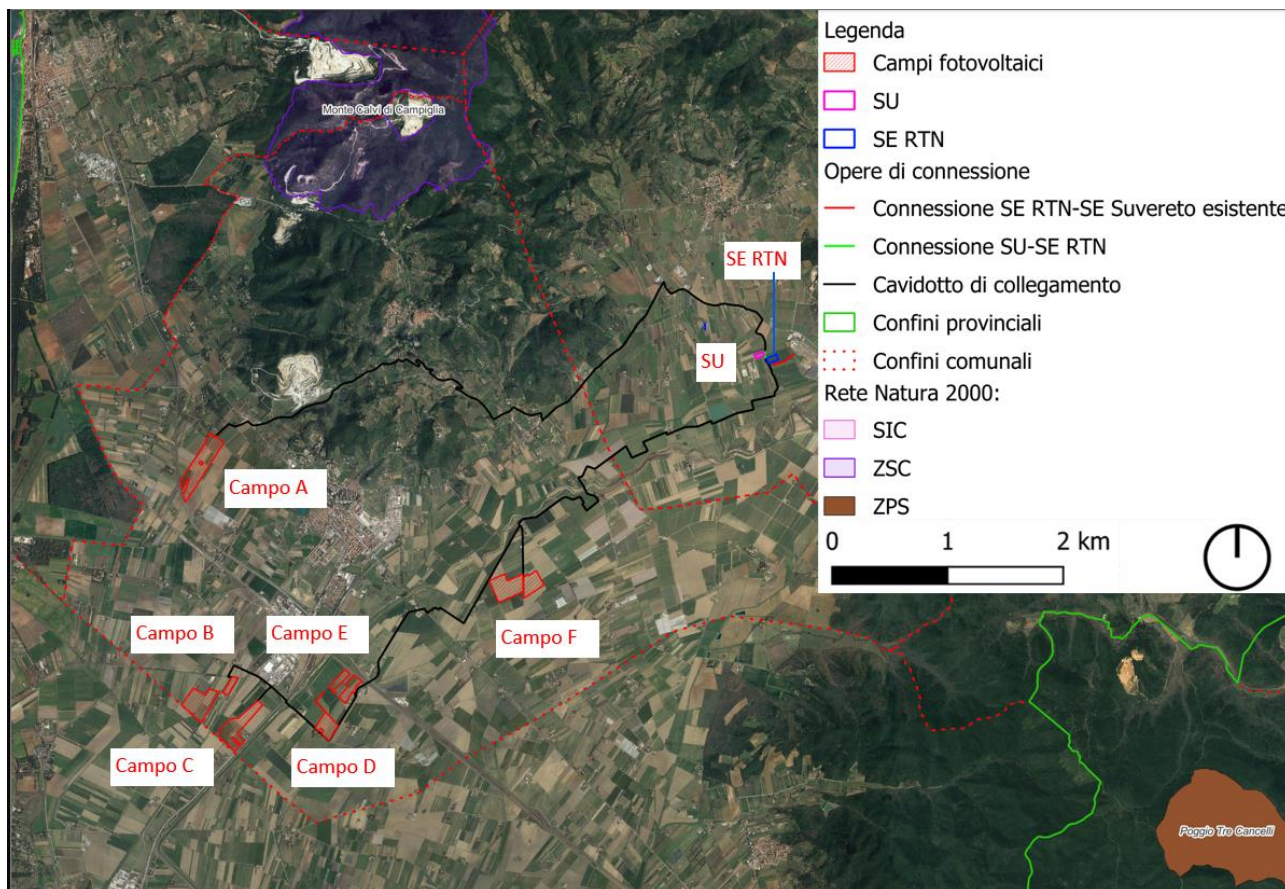 Legenda
Campi fotovoltaici
SU
SE RTN
Opere di connessione
Connessione SE RTN-SE Suvereto esistente
Connessione SU-SE RTN
Cavidotto di collegamento
Confini provinciali
Confini comunali
Rete Natura 2000:
SIC
ZSC
ZPS
0 1 2 km
Monte Calvi di Campiglia
SE RTN
SU
Campo A
Campo B
Campo E
Campo F
Campo C
Campo D
Poggio Tre Cancelli